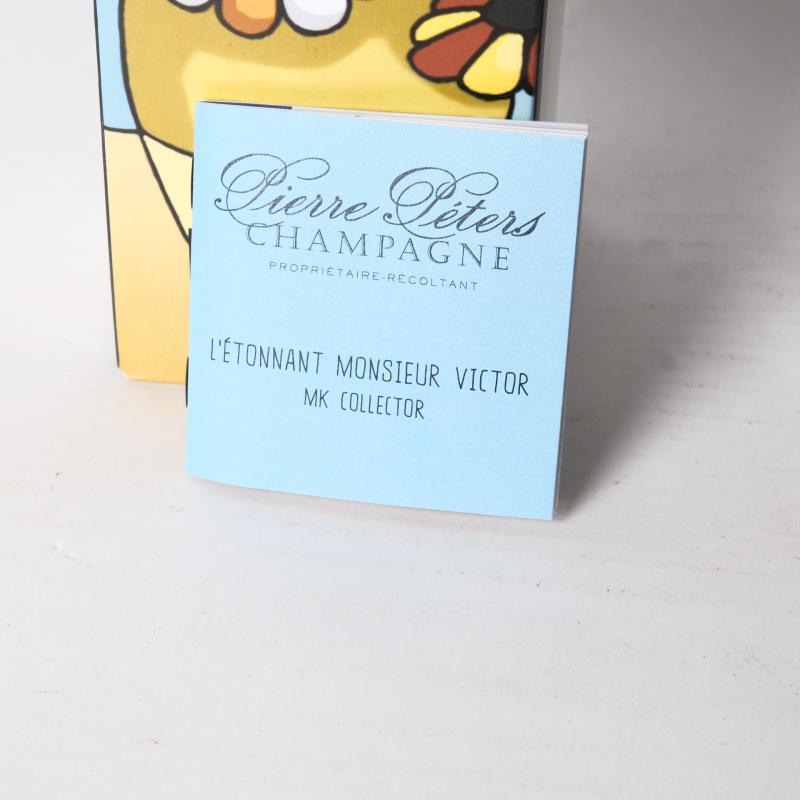 Pierre Péters
CHAMPAGNE
PROPRIÉTAIRE-RÉCOLTANT
L'ÉTONNANT MONSIEUR VICTOR
MK COLLECTOR